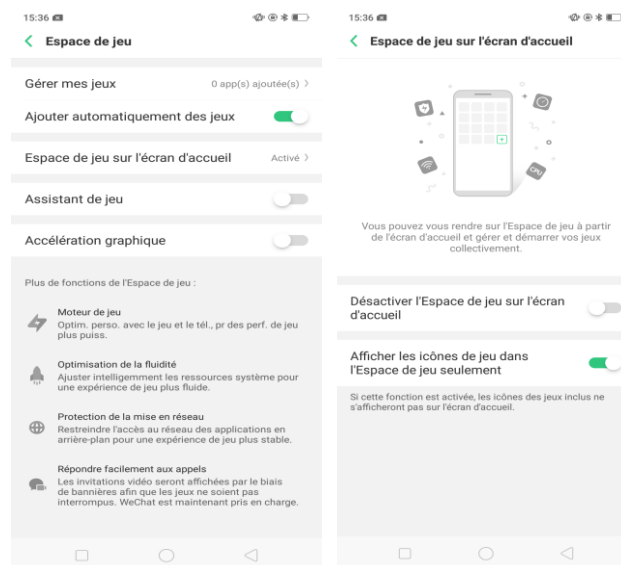 15:36
Espace de jeu
Gérer mes jeux 0 app(s) ajoutée(s)
Ajouter automatiquement des jeux
Espace de jeu sur l'écran d'accueil Activé
Assistant de jeu
Accélération graphique
Plus de fonctions de l'Espace de jeu :
Moteur de jeu
Optim. perso. avec le jeu et le tél., pr des perf. de jeu
plus puiss.
Optimisation de la fluidité
Ajuster intelligemment les ressources système pour
une expérience de jeu plus fluide.
Protection de la mise en réseau
Restreindre l'accès au réseau des applications en
arrière-plan pour une expérience de jeu plus stable.
Répondre facilement aux appels
Les invitations vidéo seront affichées par le biais
de bannières afin que les jeux ne soient pas
interrompus. WeChat est maintenant pris en charge.
15:36
Espace de jeu sur l'écran d'accueil
CPU
Vous pouvez vous rendre sur l'Espace de jeu à partir
de l'écran d'accueil et gérer et démarrer vos jeux
collectivement.
Désactiver l'Espace de jeu sur l'écran
d'accueil
Afficher les icônes de jeu dans
l'Espace de jeu seulement
Si cette fonction est activée, les icônes des jeux inclus ne
s'afficheront pas sur l'écran d'accueil.